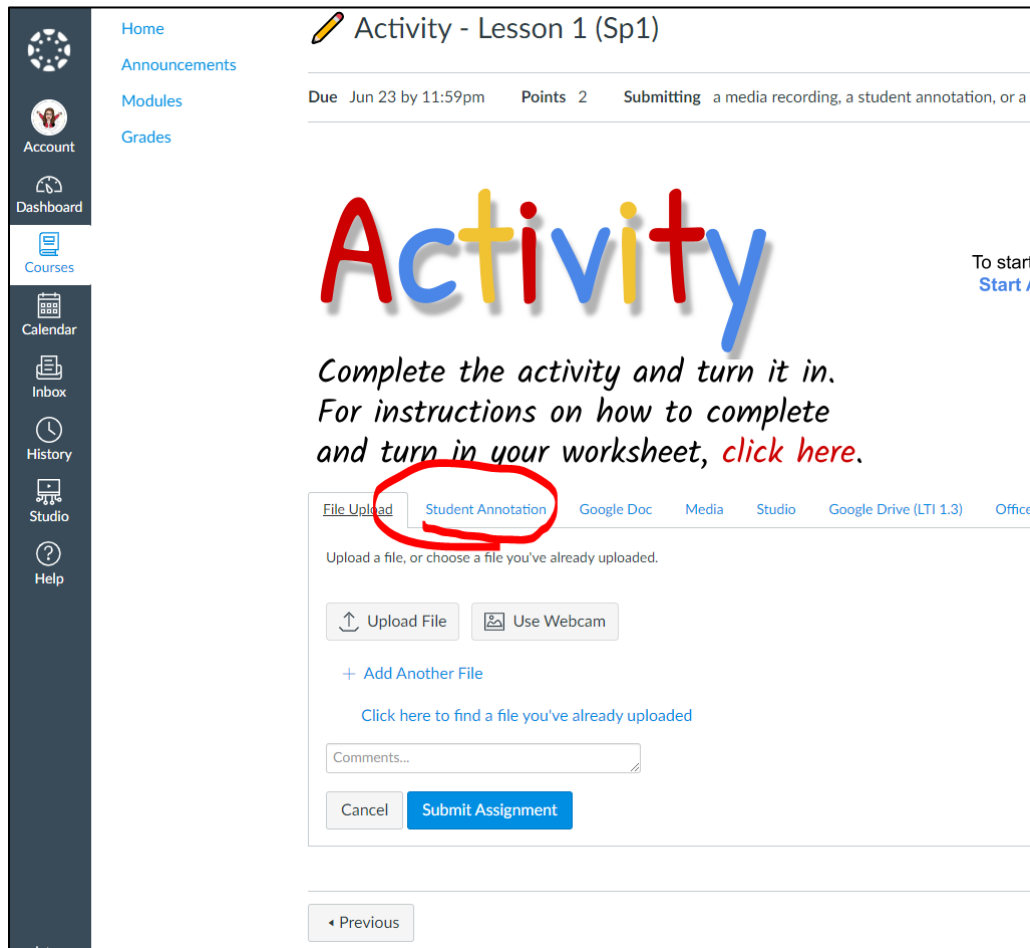 Account
Dashboard
Courses
Calendar
Inbox
History
Studio
Help
Home
Announcements
Modules
Grades
Activity - Lesson 1 (Sp1)
Due Jun 23 by 11:59pm Points 2 Submitting a media recording, a student annotation, or a
Activity
To start
Start A
Complete the activity and turn it in.
For instructions on how to complete
and turn in your worksheet, click here.
File Upload Student Annotation Google Doc Media Studio Google Drive (LTI 1.3) Office
Upload a file, or choose a file you've already uploaded.
Upload File Use Webcam
+ Add Another File
Click here to find a file you've already uploaded
Comments...
Cancel Submit Assignment
Previous